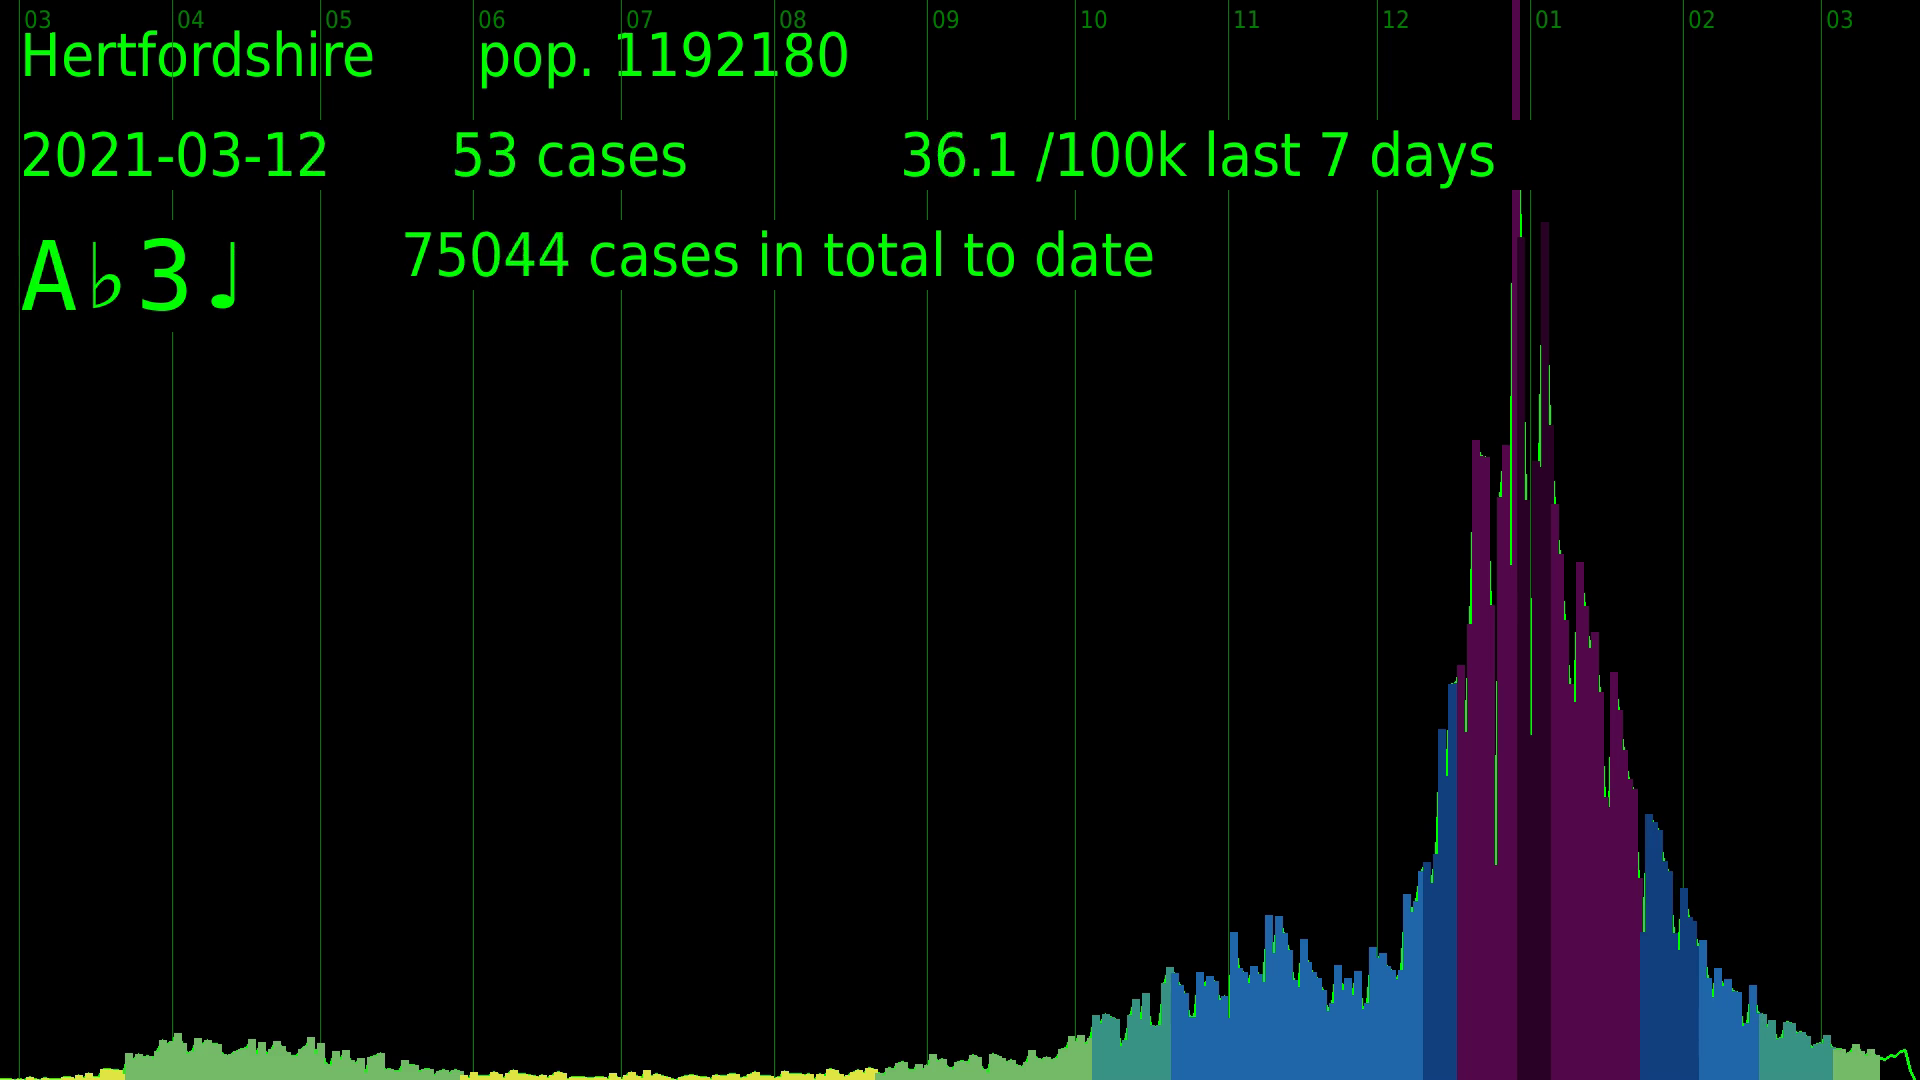 03 04 05 06 07 08 09 10 11 12 01 02 03
Hertfordshire pop. 1192180
2021-03-12 53 cases 36.1 /100k last 7 days
75044 cases in total to date
A♭3♩